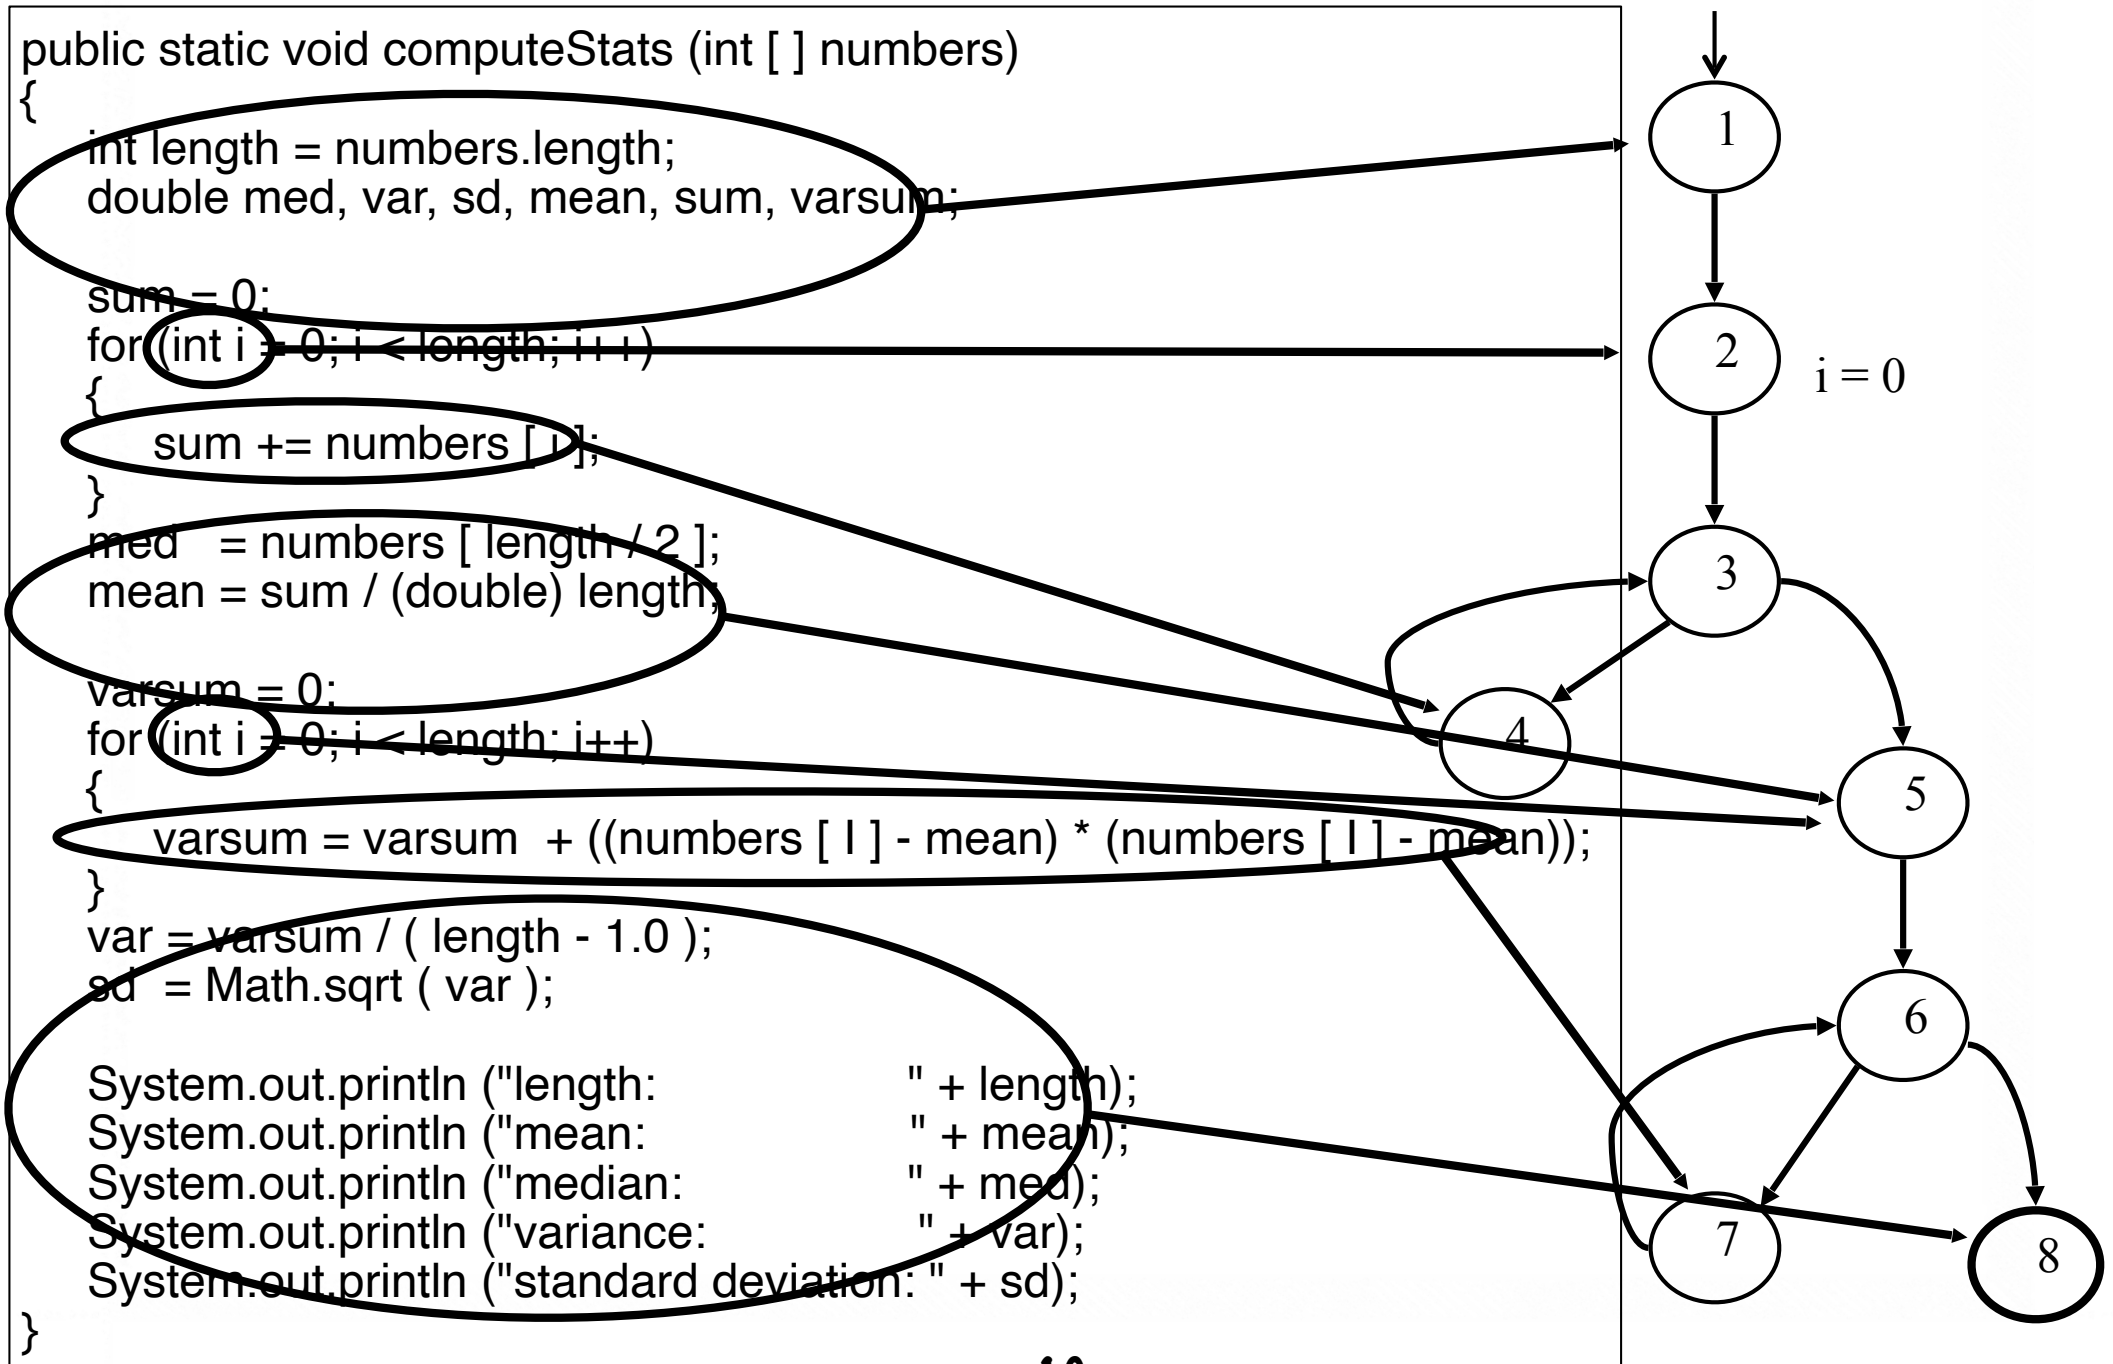 public static void computeStats (int [ ] numbers)
{
int length = numbers.length;
double med, var, sd, mean, sum, varsum;
sum = 0;
for (int i = 0; i < length; i++)
{
sum += numbers [ i ];
}
med = numbers [ length / 2 ];
mean = sum / (double) length;
varsum = 0;
for (int i = 0; i < length; i++)
{
varsum = varsum + ((numbers [ I ] - mean) * (numbers [ I ] - mean));
}
var = varsum / ( length - 1.0 );
sd = Math.sqrt ( var );
System.out.println ("length: " + length);
System.out.println ("mean: " + mean);
System.out.println ("median: " + med);
System.out.println ("variance: " + var);
System.out.println ("standard deviation: " + sd);
}
1
2
i = 0
3
4
5
6
7
8